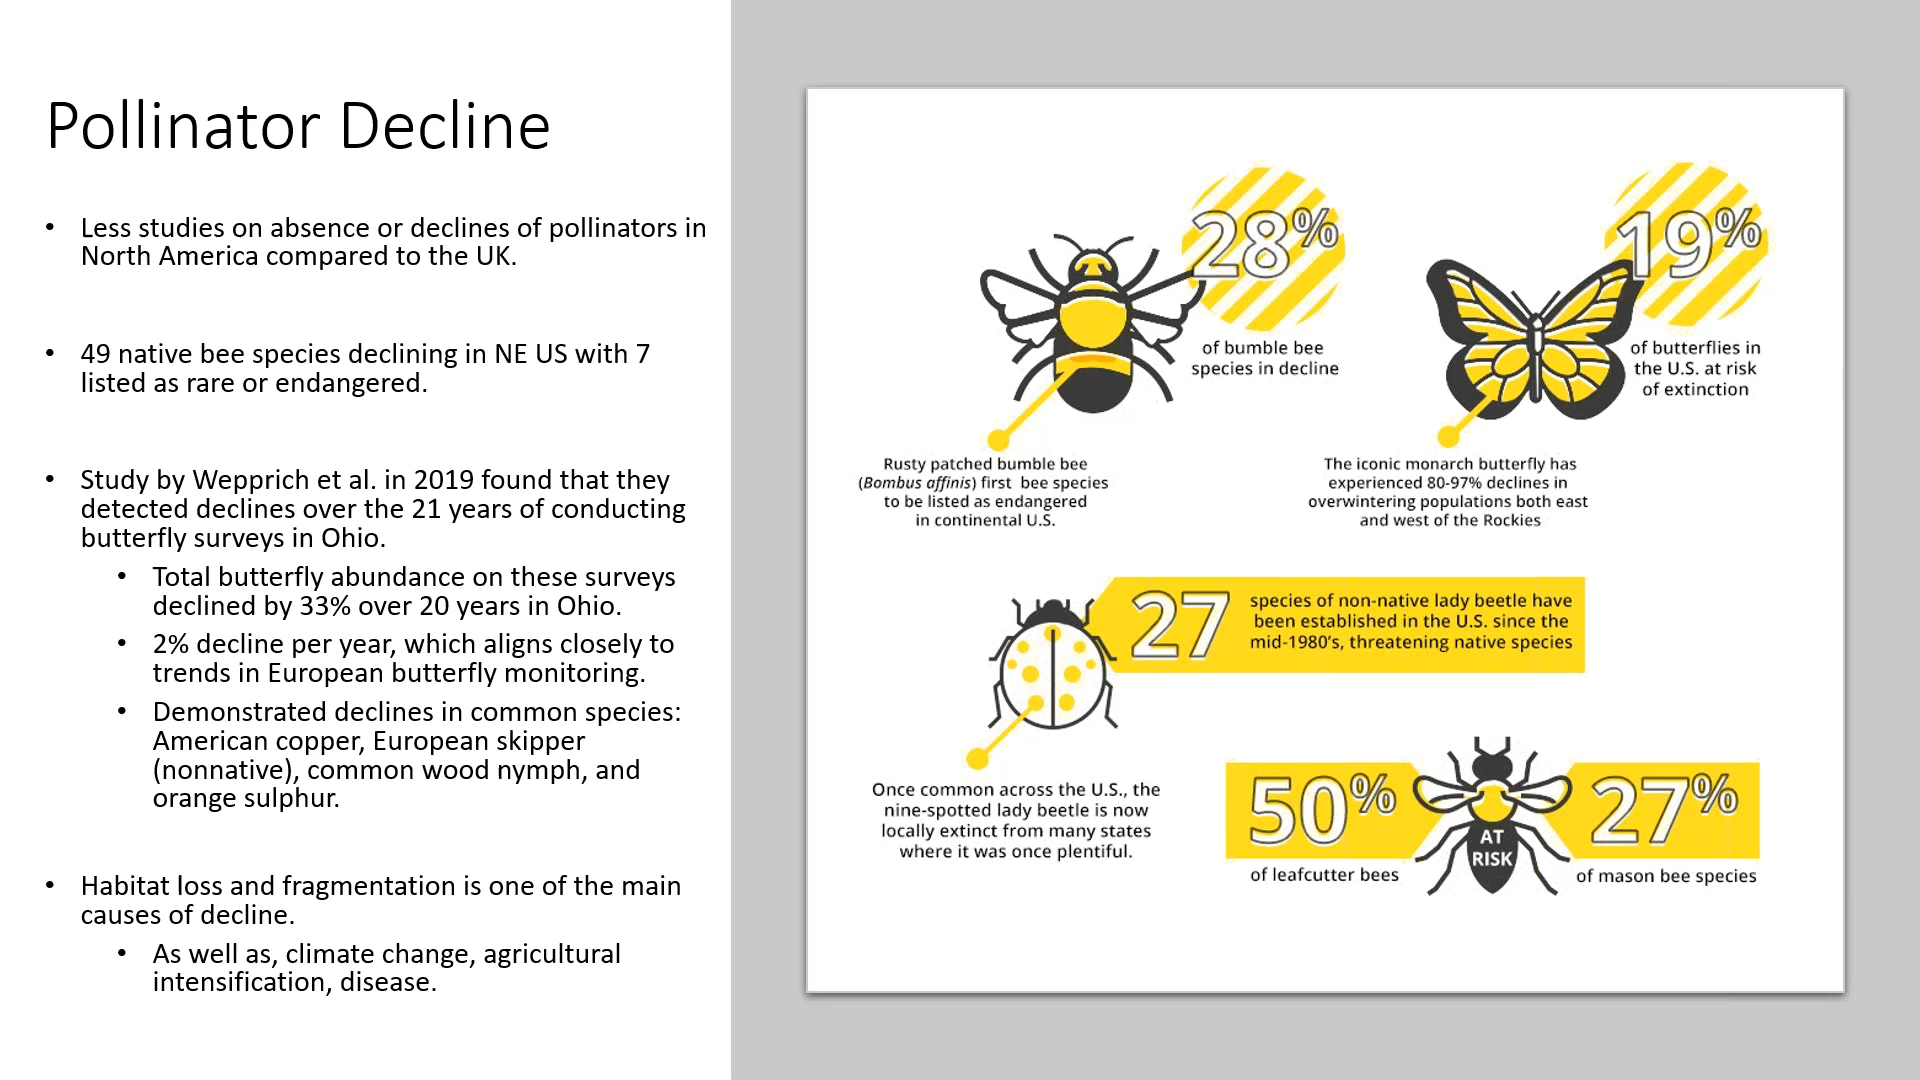 Pollinator Decline
• Less studies on absence or declines of pollinators in
North America compared to the UK.
• 49 native bee species declining in NE US with 7
listed as rare or endangered.
• Study by Wepprich et al. in 2019 found that they
detected declines over the 21 years of conducting
butterfly surveys in Ohio.
• Total butterfly abundance on these surveys
declined by 33% over 20 years in Ohio.
• 2% decline per year, which aligns closely to
trends in European butterfly monitoring.
• Demonstrated declines in common species:
American copper, European skipper
(nonnative), common wood nymph, and
orange sulphur.
• Habitat loss and fragmentation is one of the main
causes of decline.
• As well as, climate change, agricultural
intensification, disease.
28%
of bumble bee
species in decline
Rusty patched bumble bee
(Bombus affinis) first bee species
to be listed as endangered
in continental U.S.
19%
of butterflies in
the U.S. at risk
of extinction
The iconic monarch butterfly has
experienced 80-97% declines in
overwintering populations both east
and west of the Rockies
27
species of non-native lady beetle have
been established in the U.S. since the
mid-1980's, threatening native species
Once common across the U.S., the
nine-spotted lady beetle is now
locally extinct from many states
where it was once plentiful.
50%
of leafcutter bees
AT
RISK
27%
of mason bee species